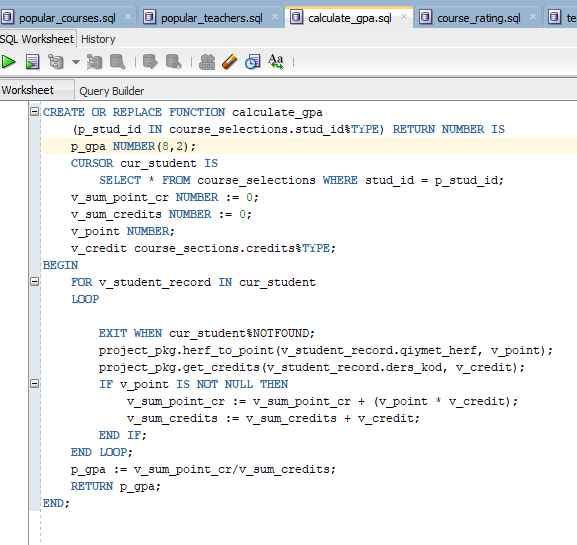 popular_courses.sql popular_teachers.sql calculate_gpa.sql course_rating.sql te
SQL Worksheet History
Worksheet Query Builder
CREATE OR REPLACE FUNCTION calculate_gpa
(p_stud_id IN course_selections.stud_id%TYPE) RETURN NUMBER IS
p_gpa NUMBER(8,2);
CURSOR cur_student IS
SELECT * FROM course_selections WHERE stud_id = p_stud_id;
v_sum_point_cr NUMBER := 0;
v_sum_credits NUMBER := 0;
v_point NUMBER;
v_credit course_sections.credits%TYPE;
BEGIN
FOR v_student_record IN cur_student
LOOP
EXIT WHEN cur_student%NOTFOUND;
project_pkg.herf_to_point(v_student_record.qiymet_herf, v_point);
project_pkg.get_credits(v_student_record.ders_kod, v_credit);
IF v_point IS NOT NULL THEN
v_sum_point_cr := v_sum_point_cr + (v_point * v_credit);
v_sum_credits := v_sum_credits + v_credit;
END IF;
END LOOP;
p_gpa := v_sum_point_cr/v_sum_credits;
RETURN p_gpa;
END;